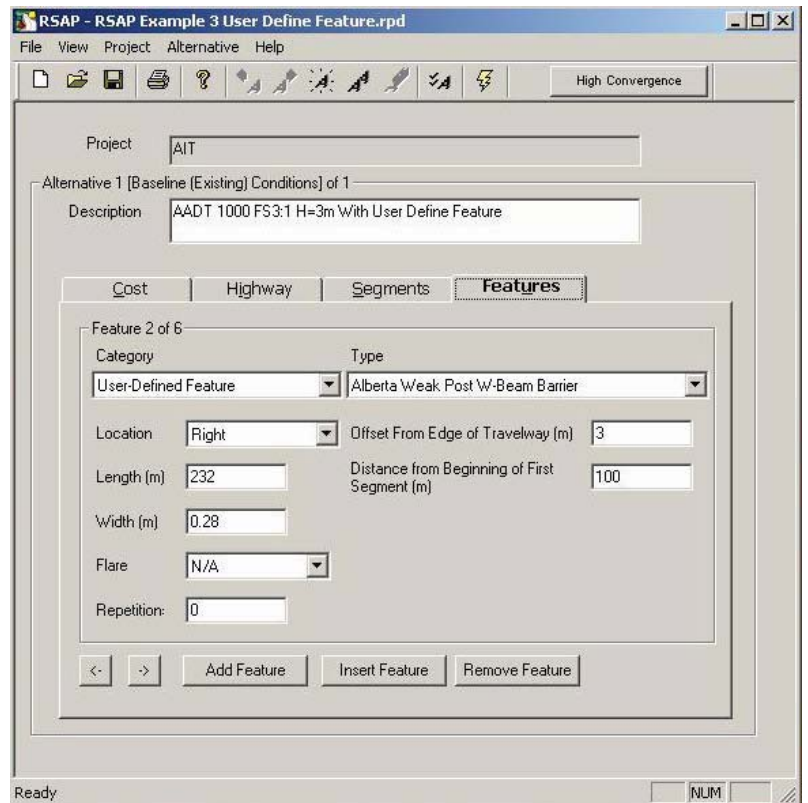 RSAP - RSAP Example 3 User Define Feature.rpd
File View Project Alternative Help
High Convergence
Project AIT
Alternative 1 [Baseline (Existing) Conditions] of 1
Description AADT 1000 FS3:1 H=3m With User Define Feature
Cost Highway Segments Features
Feature 2 of 6
Category Type
User-Defined Feature Alberta Weak Post W-Beam Barrier
Location Right Offset From Edge of Travelway (m) 3
Length (m) 232 Distance from Beginning of First Segment (m) 100
Width (m) 0.28
Flare N/A
Repetition: 0
<- -> Add Feature Insert Feature Remove Feature
Ready NUM